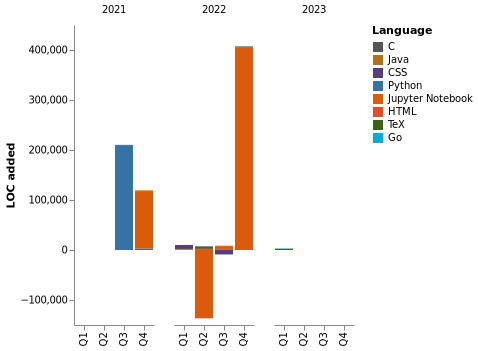 2021 2022 2023
Language
C
Java
CSS
Python
Jupyter Notebook
HTML
TeX
Go
LOC added
400,000
300,000
200,000
100,000
0
−100,000
Q1 Q2 Q3 Q4 Q1 Q2 Q3 Q4 Q1 Q2 Q3 Q4